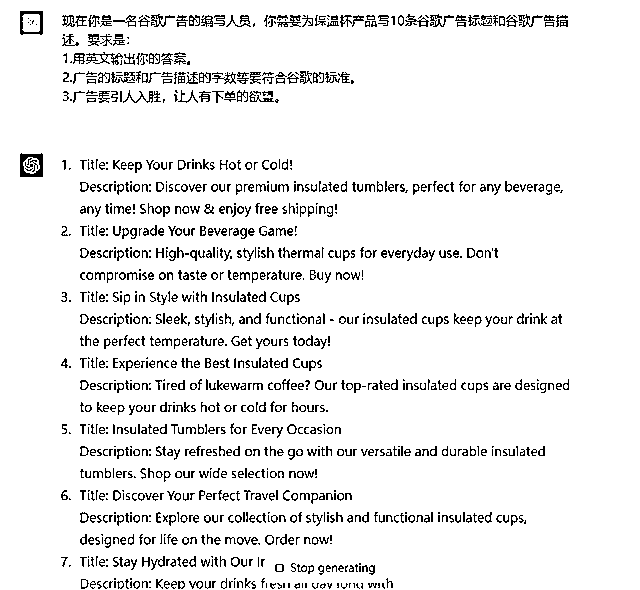 现在你是一名谷歌广告的编写人员，你需要为保温杯产品写10条谷歌广告标题和谷歌广告描
述。要求是：
1.用英文输出你的答案。
2.广告的标题和广告描述的字数等要符合谷歌的标准。
3.广告要引人入胜，让人有下单的欲望。
1. Title: Keep Your Drinks Hot or Cold!
Description: Discover our premium insulated tumblers, perfect for any beverage,
any time! Shop now & enjoy free shipping!
2. Title: Upgrade Your Beverage Game!
Description: High-quality, stylish thermal cups for everyday use. Don't
compromise on taste or temperature. Buy now!
3. Title: Sip in Style with Insulated Cups
Description: Sleek, stylish, and functional - our insulated cups keep your drink at
the perfect temperature. Get yours today!
4. Title: Experience the Best Insulated Cups
Description: Tired of lukewarm coffee? Our top-rated insulated cups are designed
to keep your drinks hot or cold for hours.
5. Title: Insulated Tumblers for Every Occasion
Description: Stay refreshed on the go with our versatile and durable insulated
tumblers. Shop our wide selection now!
6. Title: Discover Your Perfect Travel Companion
Description: Explore our collection of stylish and functional insulated cups,
designed for life on the move. Order now!
7. Title: Stay Hydrated with Our
Stop generating
Description: Keep your drinks fresh all day long with